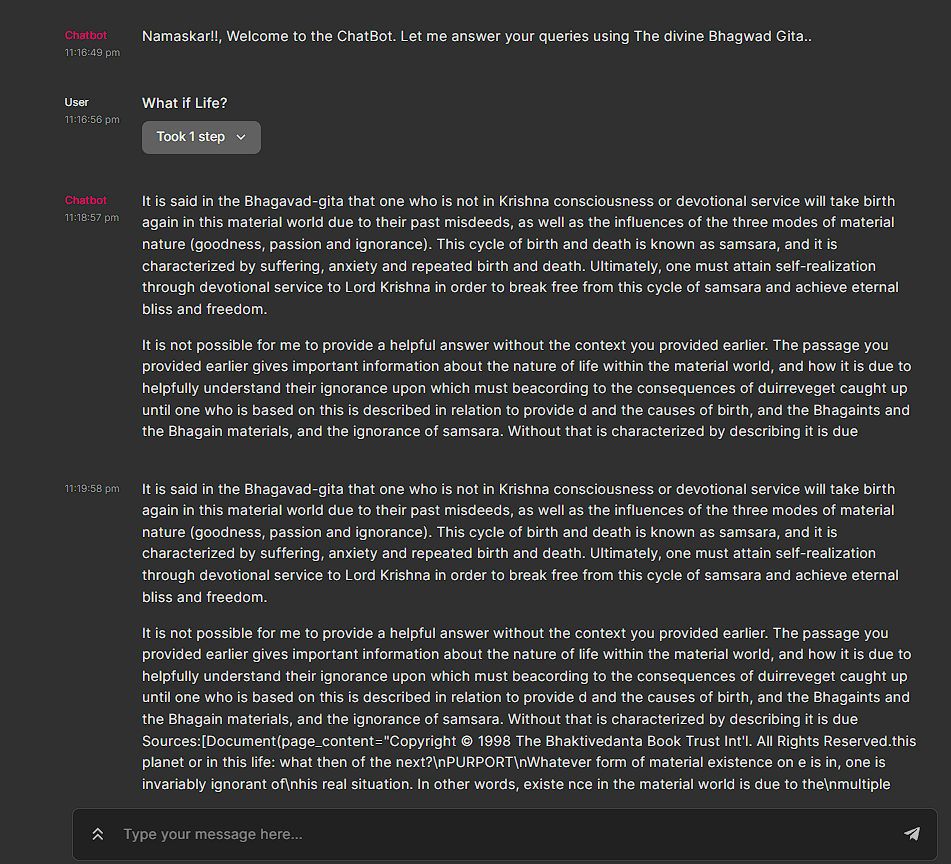 Chatbot
11:16:49 pm
Namaskar!!, Welcome to the ChatBot. Let me answer your queries using The divine Bhagwad Gita..
User
11:16:56 pm
What if Life?
Took 1 step
Chatbot
11:18:57 pm
It is said in the Bhagavad-gita that one who is not in Krishna consciousness or devotional service will take birth
again in this material world due to their past misdeeds, as well as the influences of the three modes of material
nature (goodness, passion and ignorance). This cycle of birth and death is known as samsara, and it is
characterized by suffering, anxiety and repeated birth and death. Ultimately, one must attain self-realization
through devotional service to Lord Krishna in order to break free from this cycle of samsara and achieve eternal
bliss and freedom.
It is not possible for me to provide a helpful answer without the context you provided earlier. The passage you
provided earlier gives important information about the nature of life within the material world, and how it is due to
helpfully understand their ignorance upon which must beacording to the consequences of duirreveget caught up
until one who is based on this is described in relation to provide d and the causes of birth, and the Bhagaints and
the Bhagain materials, and the ignorance of samsara. Without that is characterized by describing it is due
11:19:58 pm
It is said in the Bhagavad-gita that one who is not in Krishna consciousness or devotional service will take birth
again in this material world due to their past misdeeds, as well as the influences of the three modes of material
nature (goodness, passion and ignorance). This cycle of birth and death is known as samsara, and it is
characterized by suffering, anxiety and repeated birth and death. Ultimately, one must attain self-realization
through devotional service to Lord Krishna in order to break free from this cycle of samsara and achieve eternal
bliss and freedom.
It is not possible for me to provide a helpful answer without the context you provided earlier. The passage you
provided earlier gives important information about the nature of life within the material world, and how it is due to
helpfully understand their ignorance upon which must beacording to the consequences of duirreveget caught up
until one who is based on this is described in relation to provide d and the causes of birth, and the Bhagaints and
the Bhagain materials, and the ignorance of samsara. Without that is characterized by describing it is due
Sources:[Document(page_content="Copyright © 1998 The Bhaktivedanta Book Trust Int'l. All Rights Reserved.this
planet or in this life: what then of the next?\nPURPORT\nWhatever form of material existence on e is in, one is
invariably ignorant of\nhis real situation. In other words, existe nce in the material world is due to the\nmultiple
Type your message here...